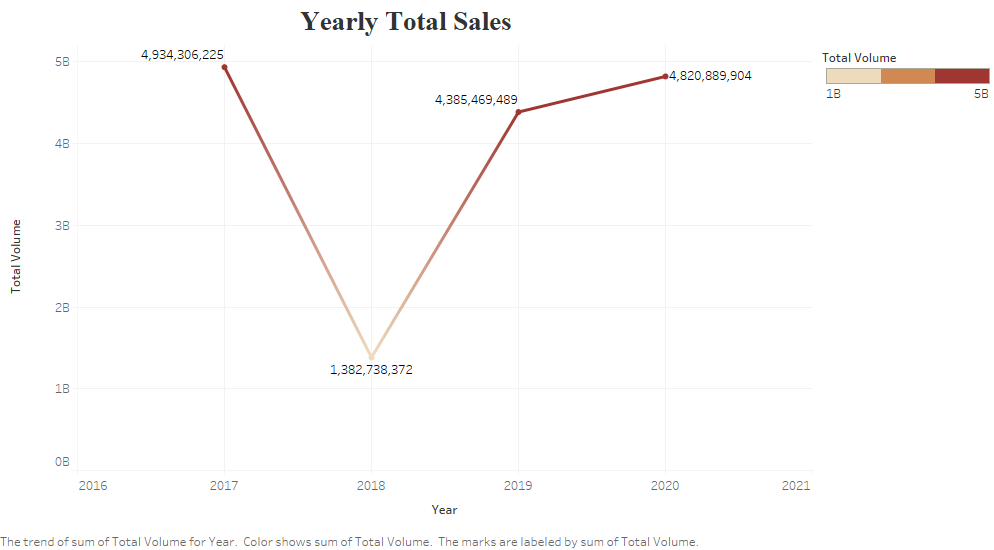 Yearly Total Sales
Total Volume
1B 5B
4,934,306,225
5B
4,820,889,904
4,385,469,489
4B
3B
Total Volume
2B
1,382,738,372
1B
0B
2016 2017 2018 2019 2020 2021
Year
The trend of sum of Total Volume for Year. Color shows sum of Total Volume. The marks are labeled by sum of Total Volume.